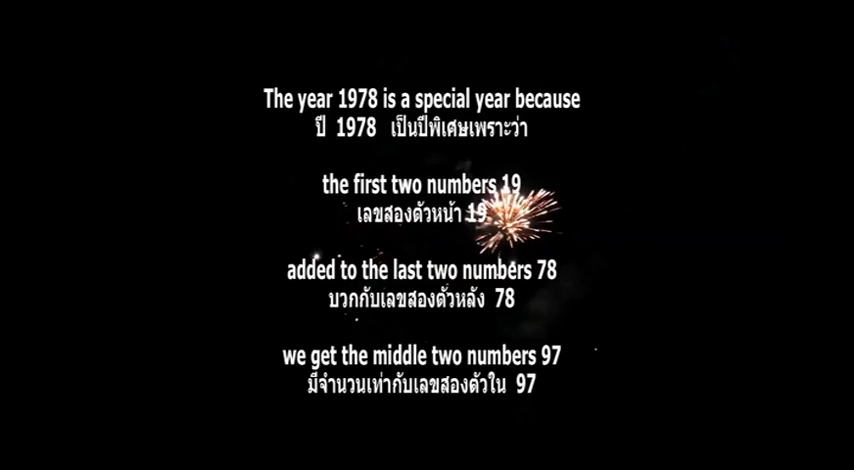 The year 1978 is a special year because
ปี 1978 เป็นปีพิเศษเพราะว่า
the first two numbers 19
เลขสองตัวหน้า 19
added to the last two numbers 78
บวกกับเลขสองตัวหลัง 78
we get the middle two numbers 97
มีจำนวนเท่ากับเลขสองตัวใน 97